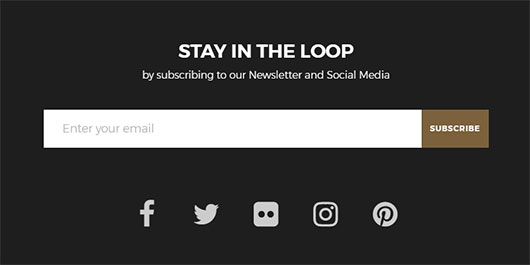 STAY IN THE LOOP
by subscribing to our Newsletter and Social Media
Enter your email
SUBSCRIBE